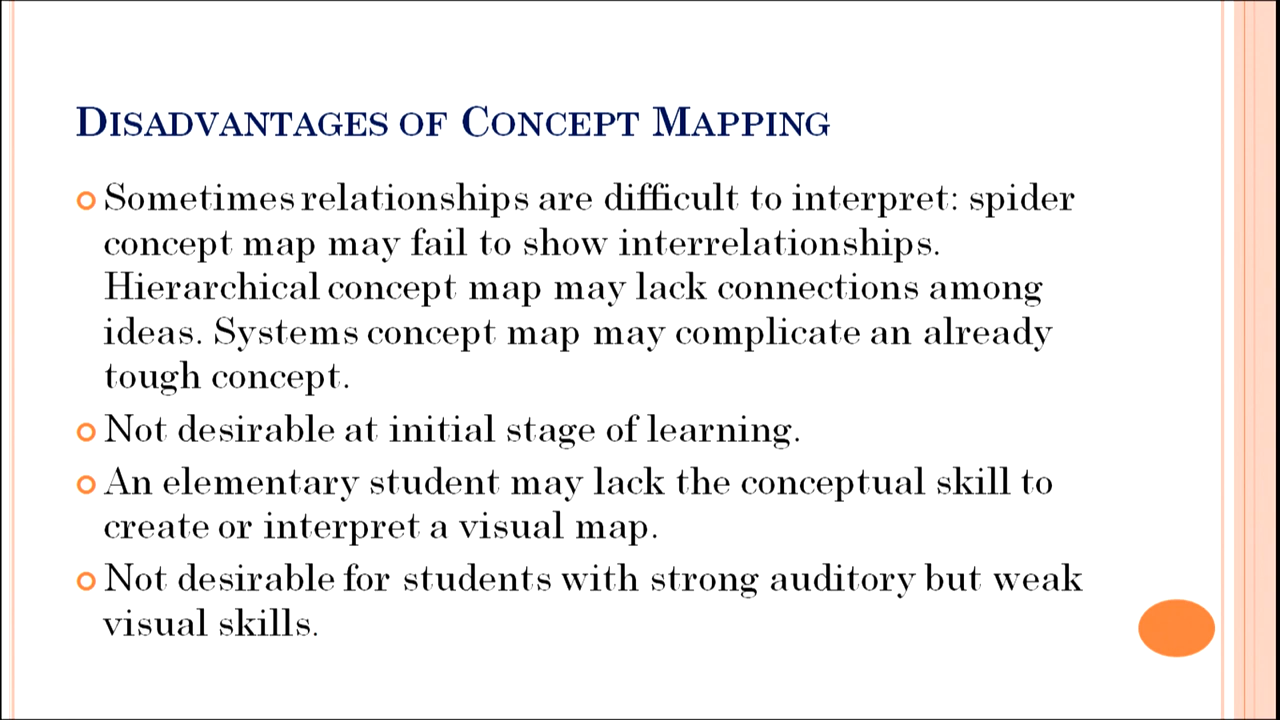 DISADVANTAGES OF CONCEPT MAPPING
Sometimes relationships are difficult to interpret: spider
concept map may fail to show interrelationships.
Hierarchical concept map may lack connections among
ideas. Systems concept map may complicate an already
tough concept.
Not desirable at initial stage of learning.
An elementary student may lack the conceptual skill to
create or interpret a visual map.
Not desirable for students with strong auditory but weak
visual skills.